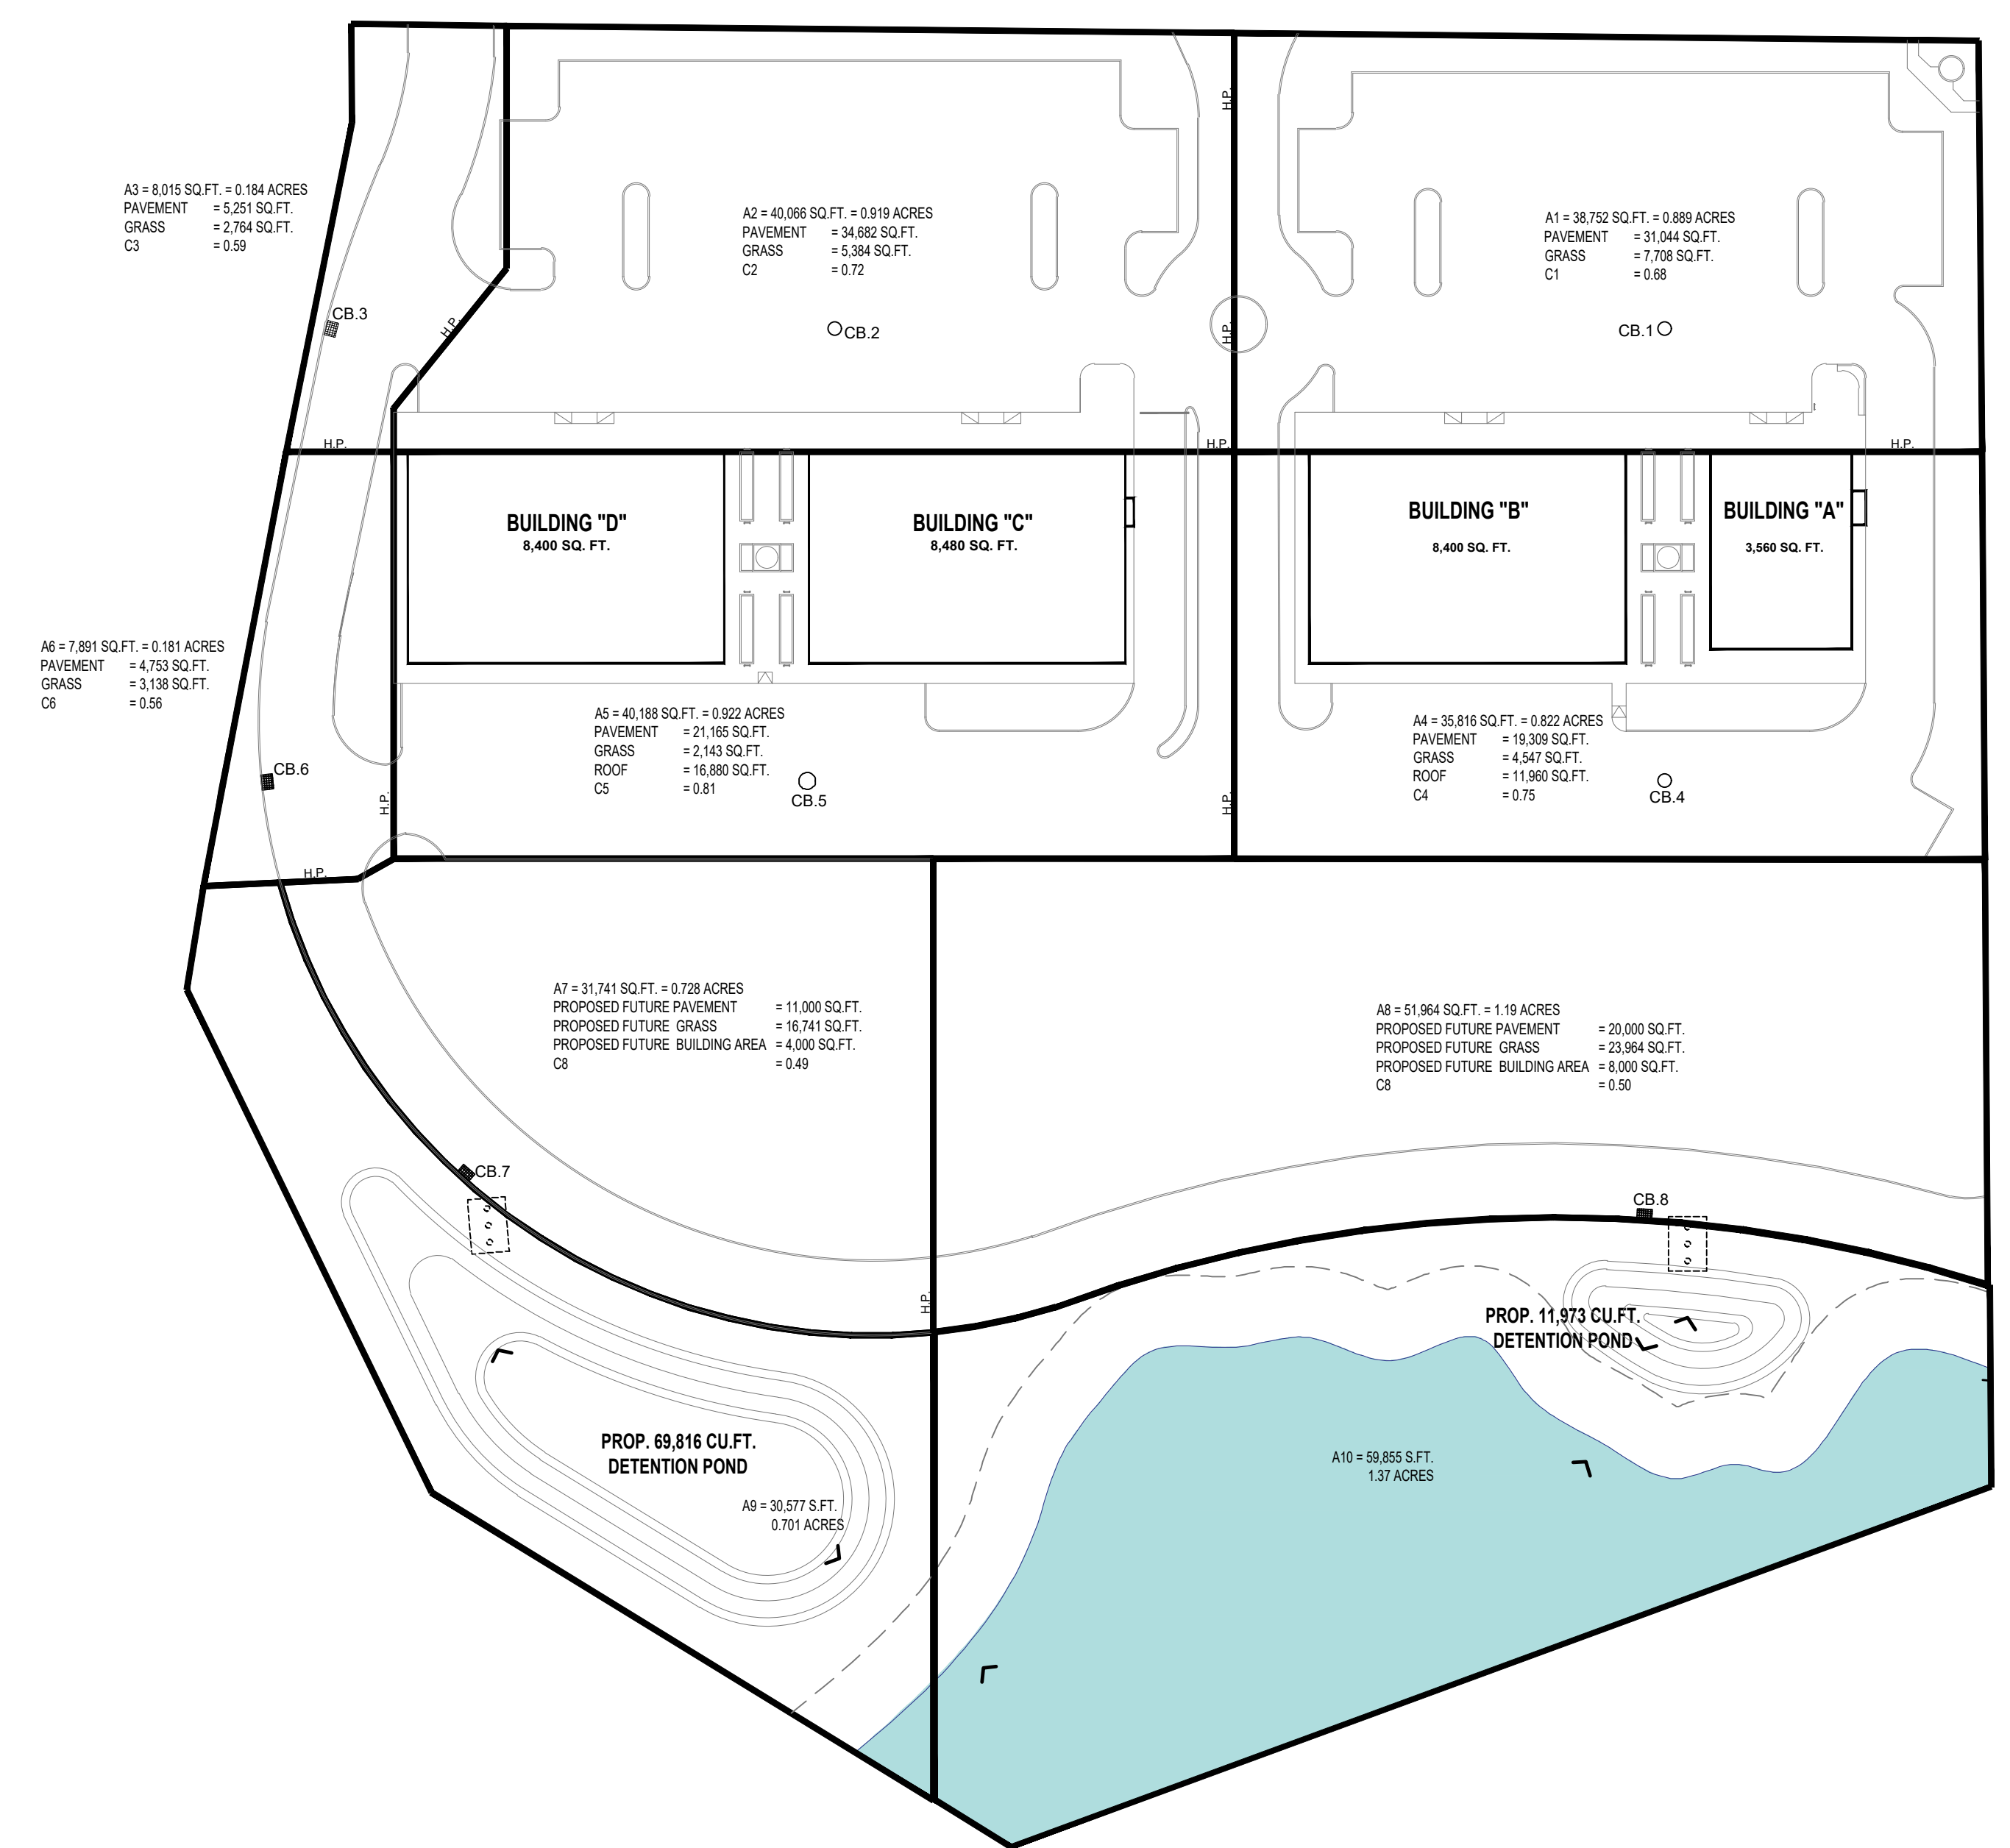 H.P.
A3 = 8,015 SQ.FT. = 0.184 ACRES
PAVEMENT = 5,251 SQ.FT.
GRASS = 2,764 SQ.FT.
C3 = 0.59
A2 = 40,066 SQ.FT. = 0.919 ACRES
PAVEMENT = 34,682 SQ.FT.
GRASS = 5,384 SQ.FT.
C2 = 0.72
A1 = 38,752 SQ.FT. = 0.889 ACRES
PAVEMENT = 31,044 SQ.FT.
GRASS = 7,708 SQ.FT.
C1 = 0.68
CB.3
H.P.
CB.2
H.P.
CB.1
H.P.
H.P.
H.P.
BUILDING "D"
8,400 SQ. FT.
BUILDING "C"
8,480 SQ. FT.
BUILDING "B"
8,400 SQ. FT.
BUILDING "A"
3,560 SQ. FT.
A6 = 7,891 SQ.FT. = 0.181 ACRES
PAVEMENT = 4,753 SQ.FT.
GRASS = 3,138 SQ.FT.
C6 = 0.56
A5 = 40,188 SQ.FT. = 0.922 ACRES
PAVEMENT = 21,165 SQ.FT.
GRASS = 2,143 SQ.FT.
ROOF = 16,880 SQ.FT.
C5 = 0.81
A4 = 35,816 SQ.FT. = 0.822 ACRES
PAVEMENT = 19,309 SQ.FT.
GRASS = 4,547 SQ.FT.
ROOF = 11,960 SQ.FT.
C4 = 0.75
CB.6
H.P.
CB.5
H.P.
CB.4
H.P.
A7 = 31,741 SQ.FT. = 0.728 ACRES
PROPOSED FUTURE PAVEMENT = 11,000 SQ.FT.
PROPOSED FUTURE GRASS = 16,741 SQ.FT.
PROPOSED FUTURE BUILDING AREA = 4,000 SQ.FT.
C8 = 0.49
A8 = 51,964 SQ.FT. = 1.19 ACRES
PROPOSED FUTURE PAVEMENT = 20,000 SQ.FT.
PROPOSED FUTURE GRASS = 23,964 SQ.FT.
PROPOSED FUTURE BUILDING AREA = 8,000 SQ.FT.
C8 = 0.50
CB.7
CB.8
H.P.
PROP. 11,973 CU.FT.
DETENTION POND
PROP. 69,816 CU.FT.
DETENTION POND
A10 = 59,855 S.FT.
1.37 ACRES
A9 = 30,577 S.FT.
0.701 ACRES